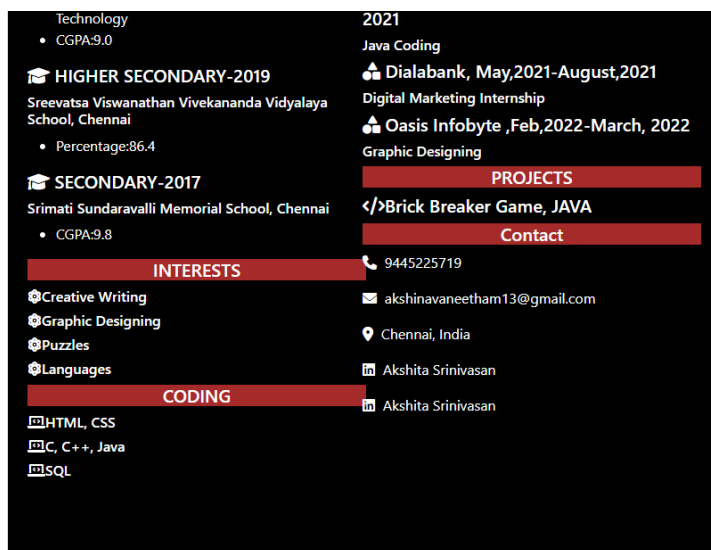 Technology
CGPA:9.0
HIGHER SECONDARY-2019
Sreevatsa Viswanathan Vivekananda Vidyalaya
School, Chennai
Percentage:86.4
SECONDARY-2017
Srimati Sundaravalli Memorial School, Chennai
CGPA:9.8
INTERESTS
Creative Writing
Graphic Designing
Puzzles
Languages
CODING
HTML, CSS
C, C++, Java
SQL
2021
Java Coding
Dialabank, May,2021-August,2021
Digital Marketing Internship
Oasis Infobyte ,Feb,2022-March, 2022
Graphic Designing
PROJECTS
Brick Breaker Game, JAVA
Contact
9445225719
akshinavaneetham13@gmail.com
Chennai, India
Akshita Srinivasan
Akshita Srinivasan